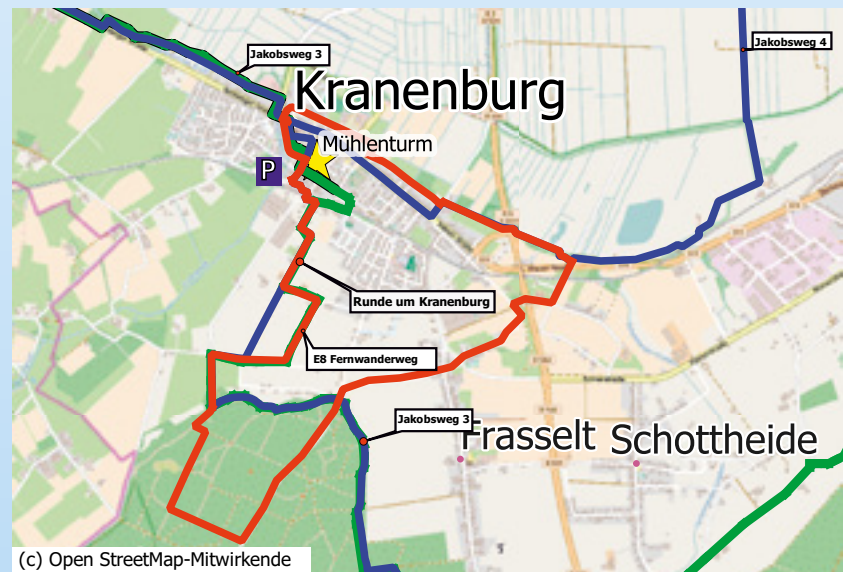 Jakobsweg 3
Jakobsweg 4
Kranenburg
Mühlenturm
P
Runde um Kranenburg
E8 Fernwanderweg
Jakobsweg 3
Frasselt
Schottheide
(c) Open StreetMap-Mitwirkende